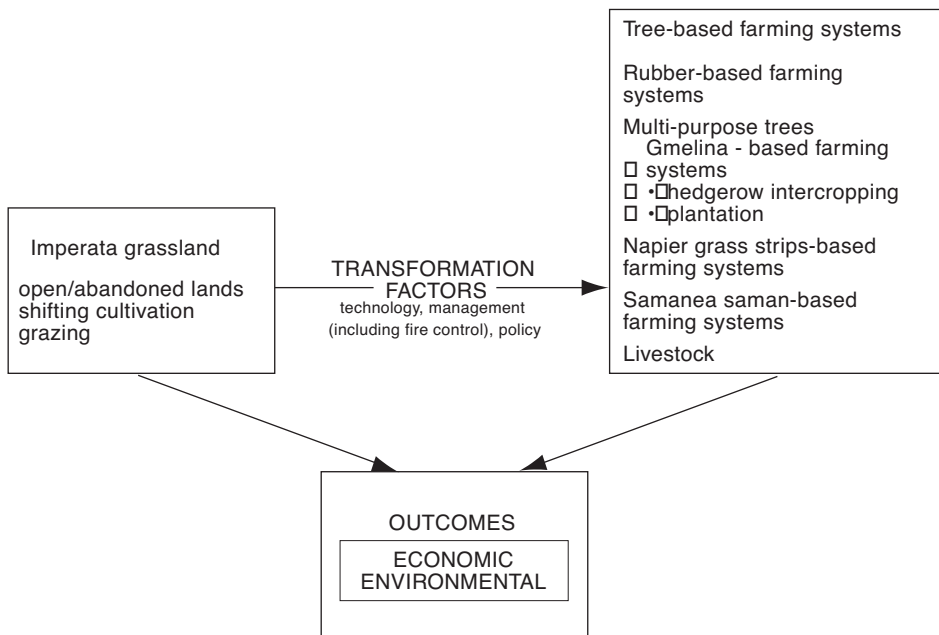 Imperata grassland
open/abandoned lands
shifting cultivation
grazing
TRANSFORMATION
FACTORS
technology, management
(including fire control), policy
Tree-based farming systems
Rubber-based farming
systems
Multi-purpose trees
Gmelina - based farming
□ systems
□ •□hedgerow intercropping
□ •□plantation
Napier grass strips-based
farming systems
Samanea saman-based
farming systems
Livestock
OUTCOMES
ECONOMIC
ENVIRONMENTAL